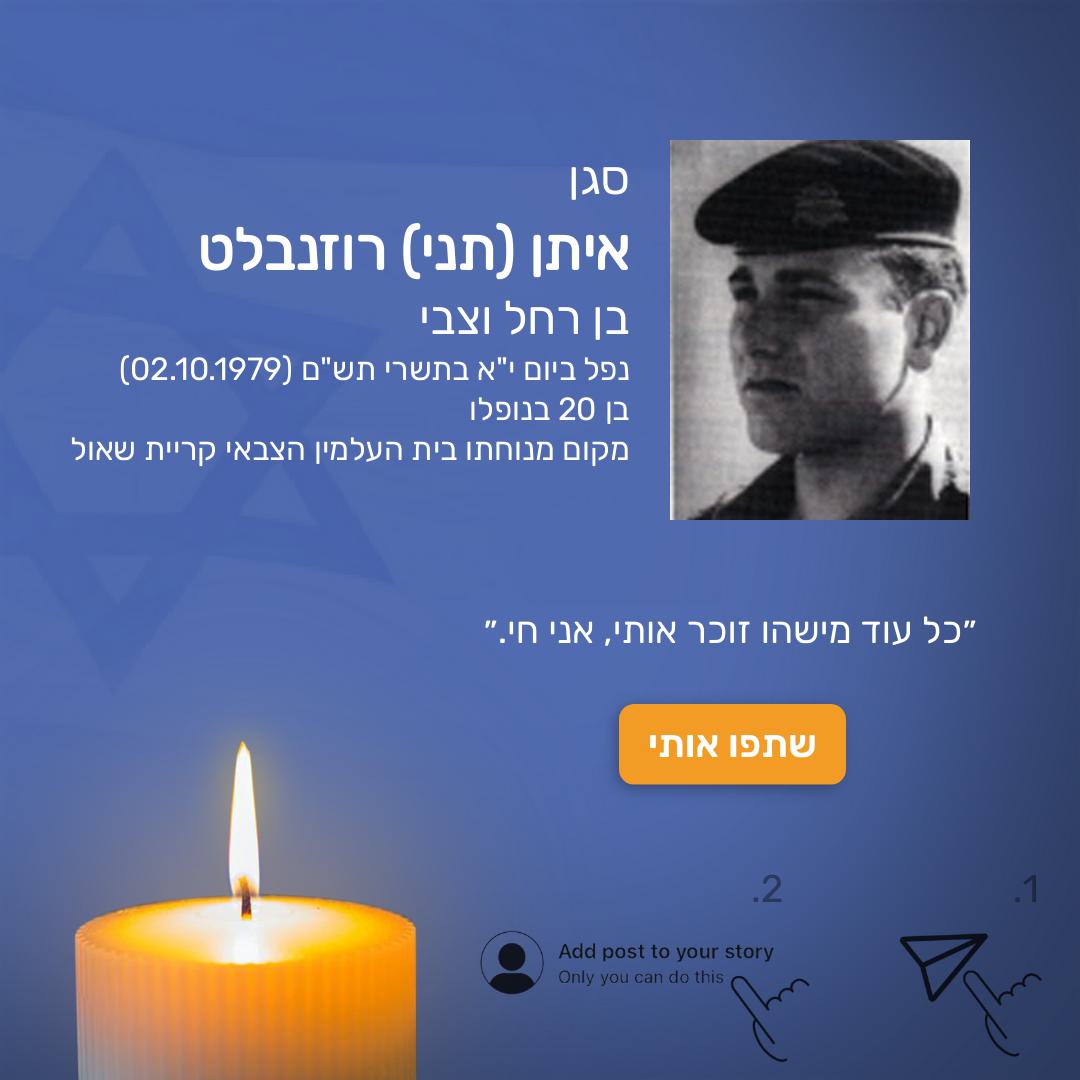 סגן
איתן (תני) רוזנבלט
בן רחל וצבי
נפל ביום י"א בתשרי תש"ם (02.10.1979)
בן 20 בנופלו
מקום מנוחתו בית העלמין הצבאי קריית שאול
״כל עוד מישהו זוכר אותי, אני חי.״
שתפו אותי
1.
2.
Add post to your story
Only you can do this